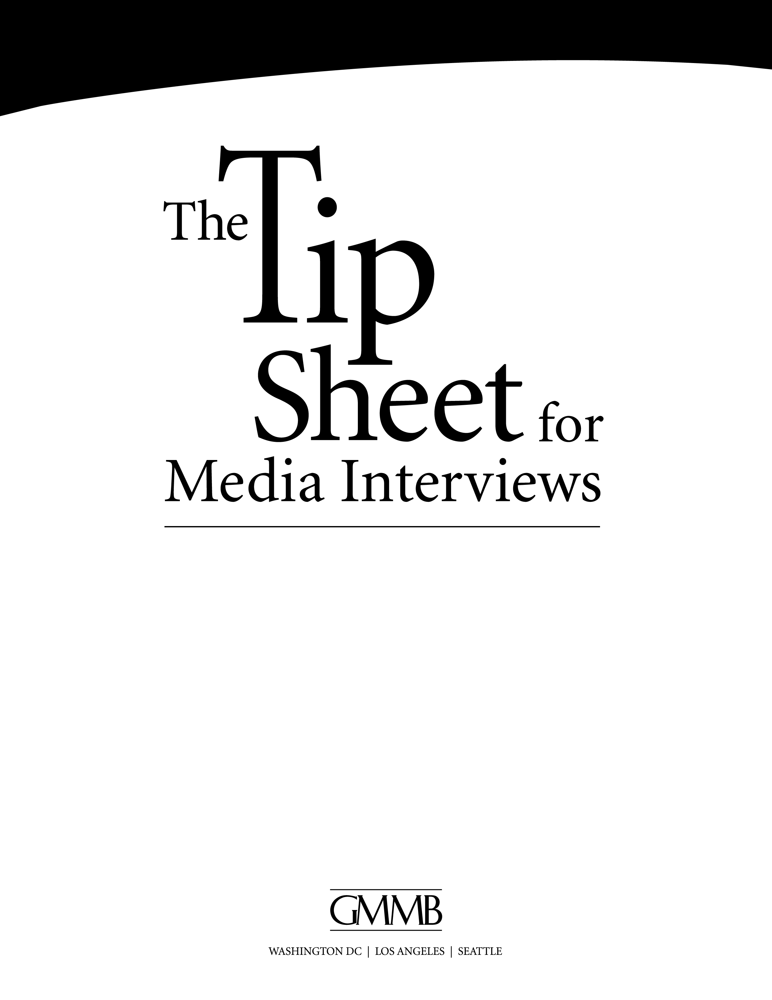 The Tip
Sheet for
Media Interviews
GMMB
WASHINGTON DC | LOS ANGELES | SEATTLE